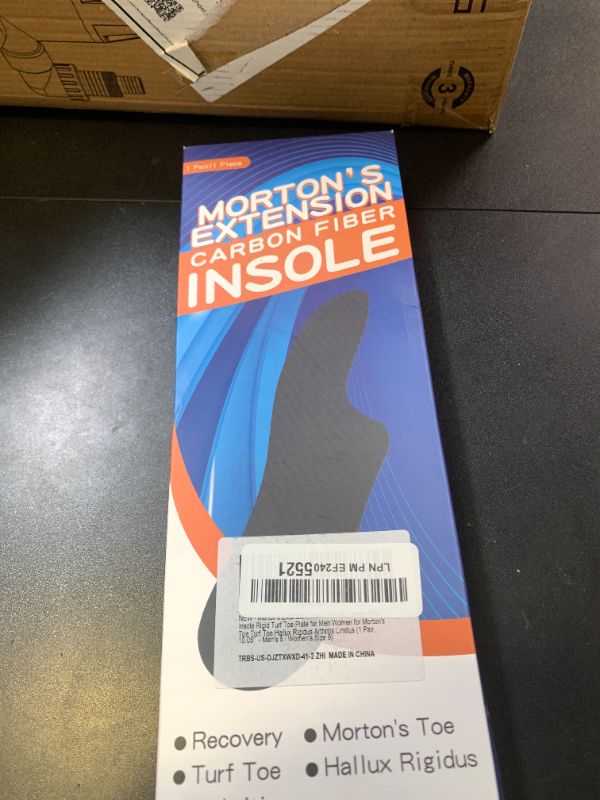 1 Pair/1 Piece
MORTON'S
EXTENSION
CARBON FIBER
INSOLE
LPN PM EF2405521
Insole Rigid Turf Toe Plate for Men Women for Morton's
Toe Turf Toe Hallux Rigidus Arthritis Limitus (1 Pair,
Men's 8 / Women's Size 9)
TRBS-US-DJZTXWXD-41-2 ZHI MADE IN CHINA
● Recovery ● Morton's Toe
● Turf Toe ● Hallux Rigidus
3